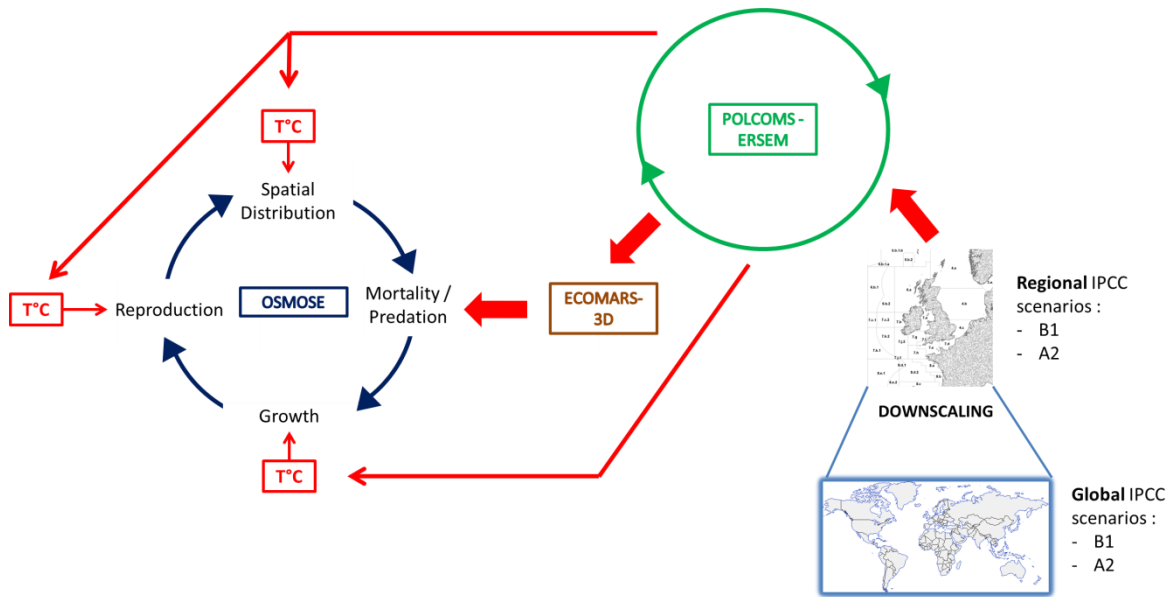 T°C
POLCOMS -
ERSEM
Spatial
Distribution
T°C
Reproduction
OSMOSE
Mortality /
Predation
ECOMARS-
3D
Growth
T°C
Regional IPCC
scenarios :
- B1
- A2
DOWNSCALING
Global IPCC
scenarios :
- B1
- A2